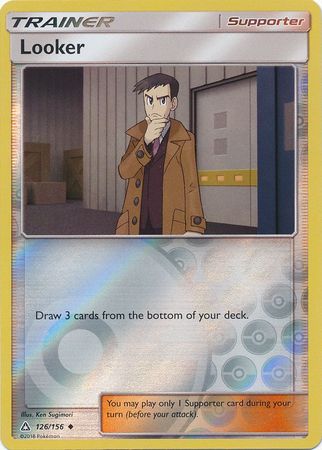 TRAINER Supporter
Looker
Draw 3 cards from the bottom of your deck.
Illus. Ken Sugimori
126/156
You may play only 1 Supporter card during your
turn (before your attack).
©2018 Pokémon